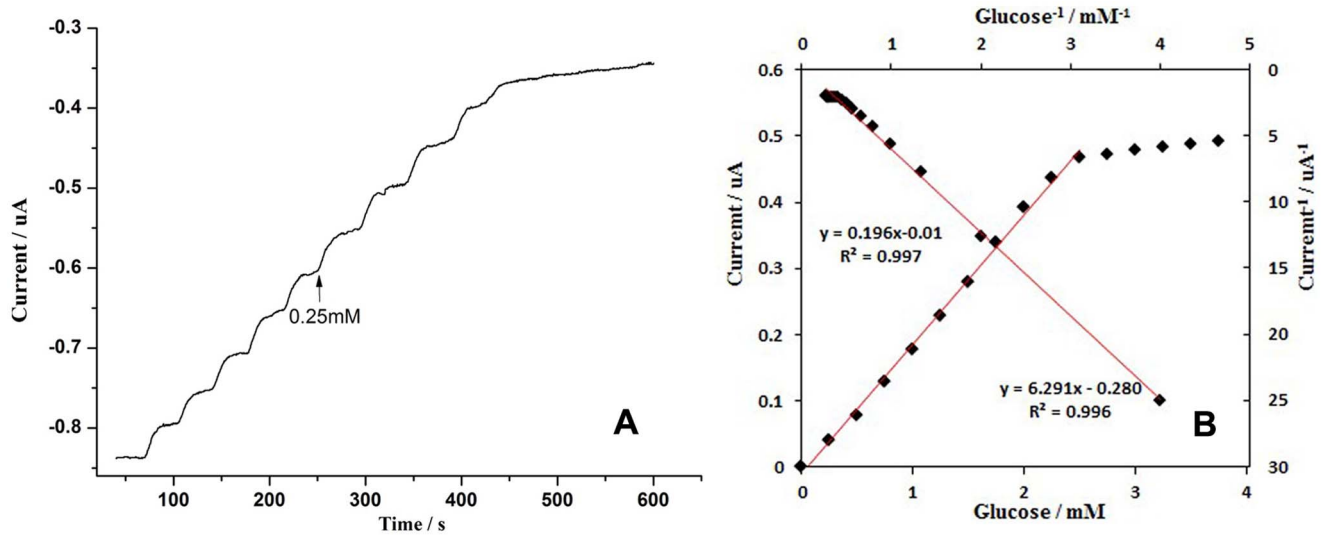 -0.3
-0.4
-0.5
-0.6
-0.7
-0.8
Current / uA
0.25mM
A
100 200 300 400 500 600
Time / s
Glucose⁻¹ / mM⁻¹
0 1 2 3 4 5
0.6
0.5
0.4
0.3
0.2
0.1
0
Curremt / uA
0
5
10
15
20
25
30
Curremt⁻¹ / uA⁻¹
y = 0.196x-0.01
R² = 0.997
y = 6.291x - 0.280
R² = 0.996
B
0 1 2 3 4
Glucose / mM